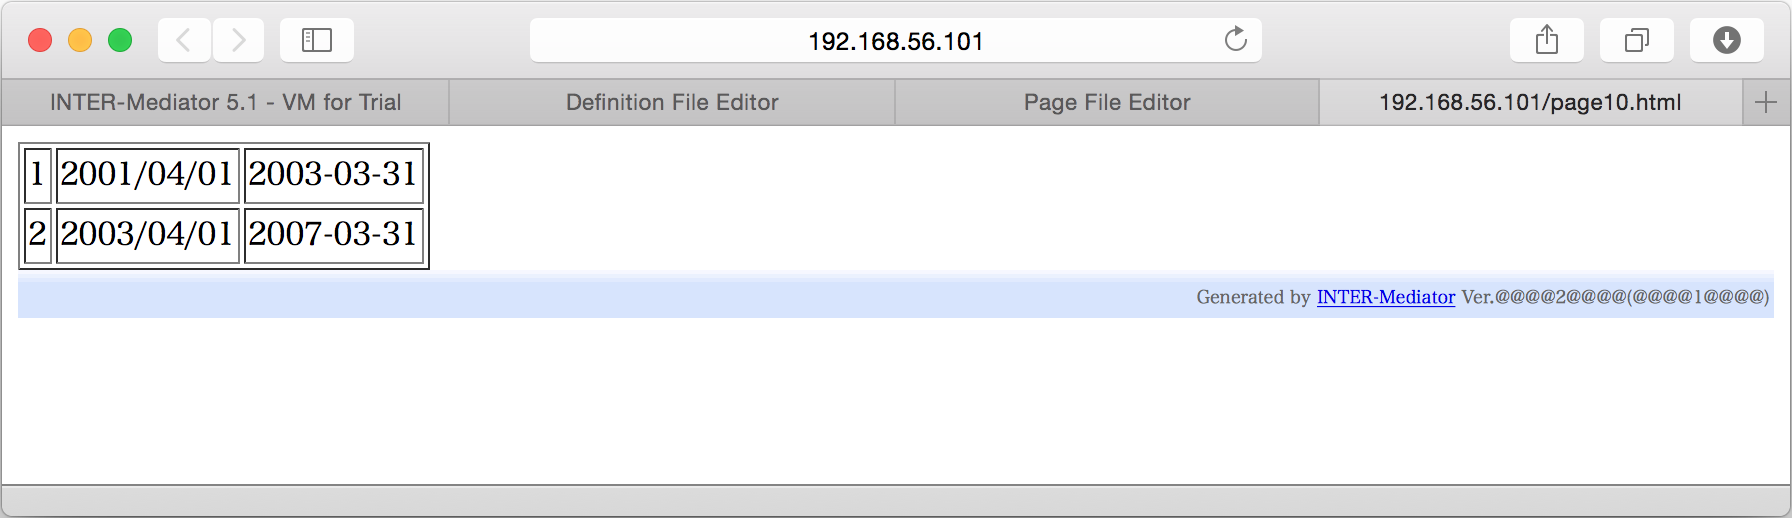 192.168.56.101
INTER-Mediator 5.1 - VM for Trial Definition File Editor Page File Editor 192.168.56.101/page10.html
1 2001/04/01 2003-03-31
2 2003/04/01 2007-03-31
Generated by INTER-Mediator Ver.@@@@2@@@@(@@@@1@@@@)